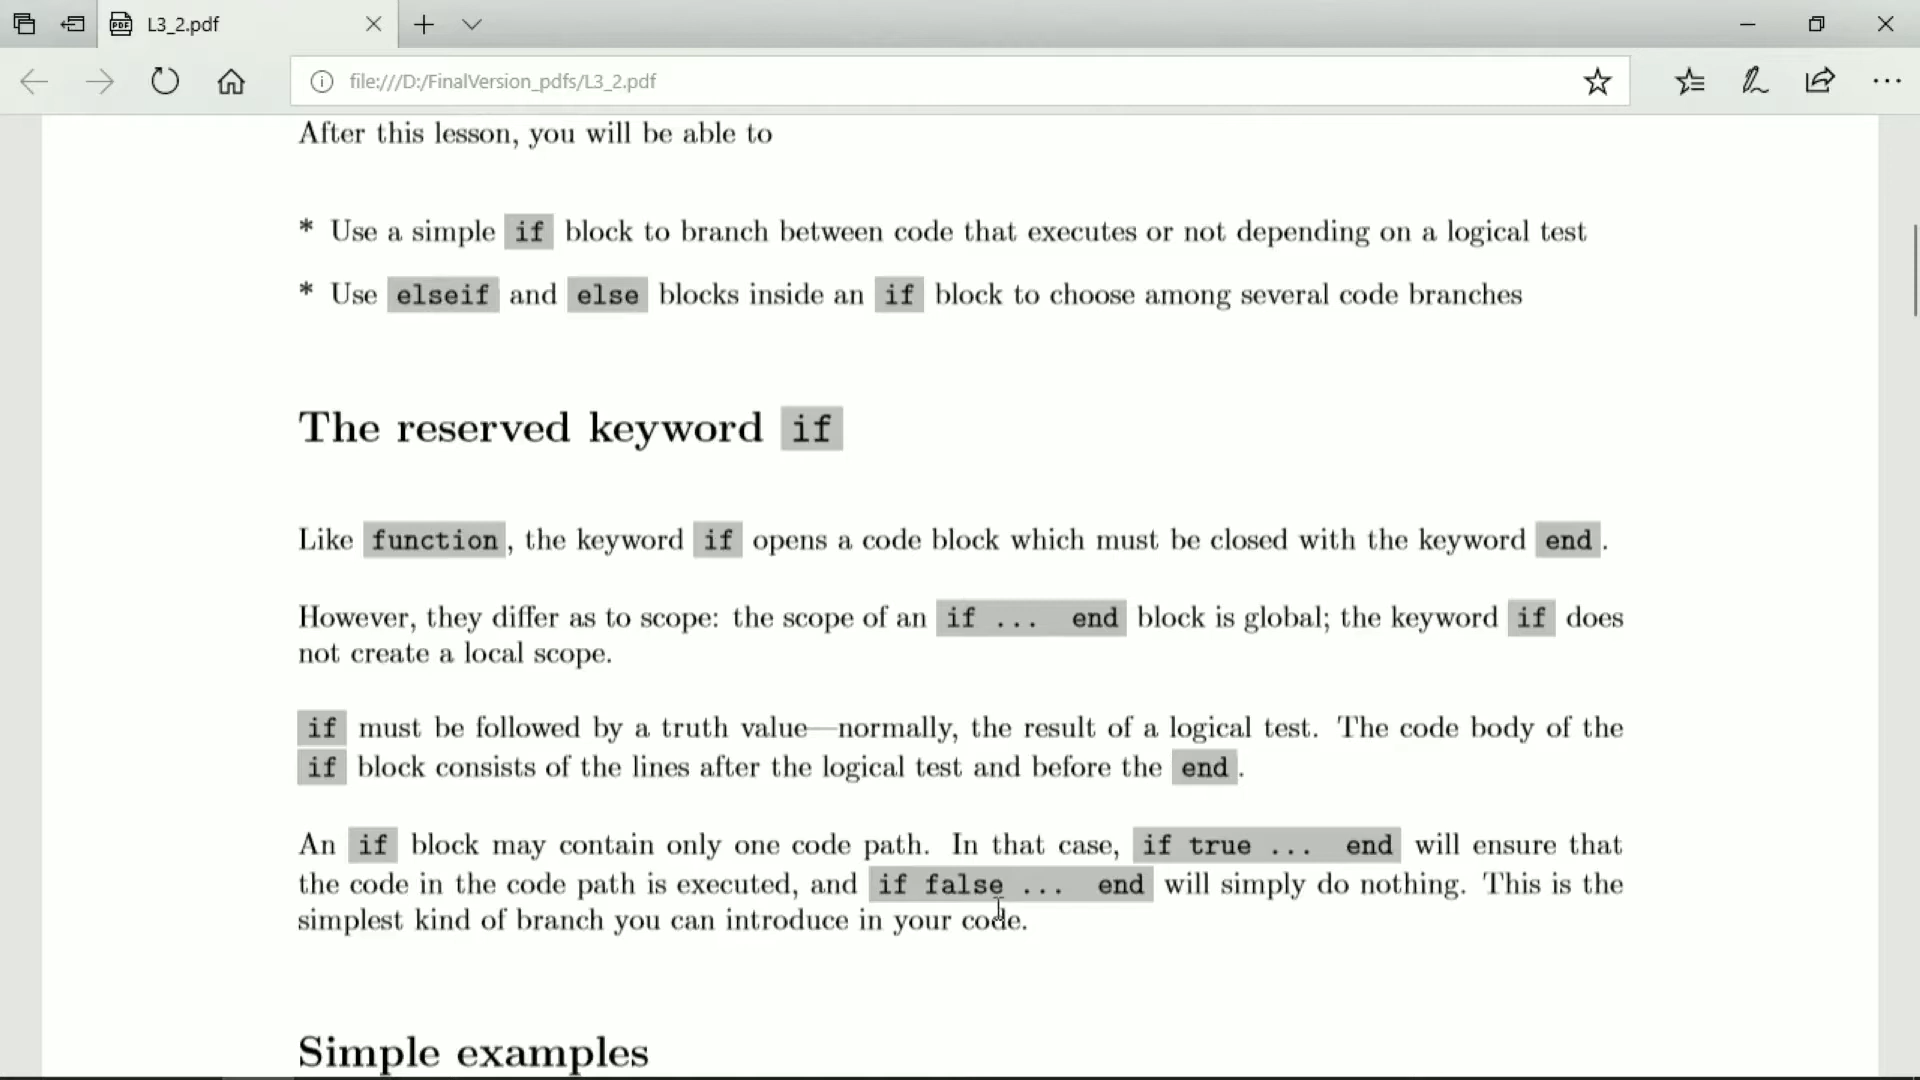 L3_2.pdf
file:///D:/FinalVersion_pdfs/L3_2.pdf
After this lesson, you will be able to
* Use a simple if block to branch between code that executes or not depending on a logical test
* Use elseif and else blocks inside an if block to choose among several code branches
The reserved keyword if
Like function, the keyword if opens a code block which must be closed with the keyword end.
However, they differ as to scope: the scope of an if ... end block is global; the keyword if does
not create a local scope.
if must be followed by a truth value—normally, the result of a logical test. The code body of the
if block consists of the lines after the logical test and before the end.
An if block may contain only one code path. In that case, if true ... end will ensure that
the code in the code path is executed, and if false ... end will simply do nothing. This is the
simplest kind of branch you can introduce in your code.
Simple examples